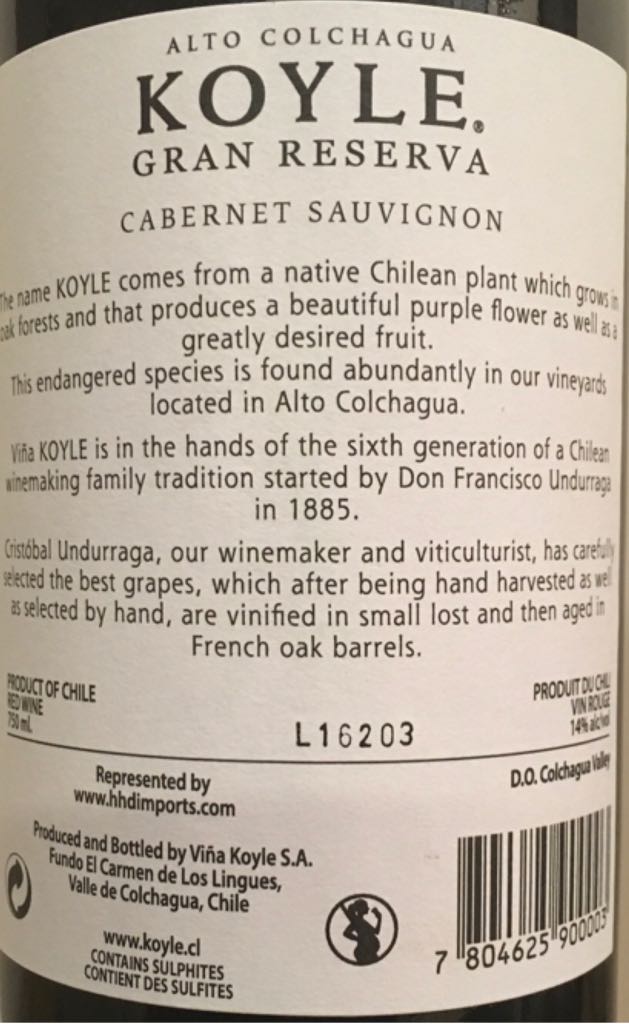 ALTO COLCHAGUA
KOYLE®
GRAN RESERVA
CABERNET SAUVIGNON
The name KOYLE comes from a native Chilean plant which grows in
oak forests and that produces a beautiful purple flower as well as a
greatly desired fruit.
This endangered species is found abundantly in our vineyards
located in Alto Colchagua.
Viña KOYLE is in the hands of the sixth generation of a Chilean
winemaking family tradition started by Don Francisco Undurraga
in 1885.
Cristóbal Undurraga, our winemaker and viticulturist, has carefully
selected the best grapes, which after being hand harvested as well
as selected by hand, are vinified in small lost and then aged in
French oak barrels.
PRODUCT OF CHILE
RED WINE
750 mL
L16203
PRODUIT DU CHILI
VIN ROUGE
14% alc/vol
D.O. Colchagua Valley
Represented by
www.hhdimports.com
Produced and Bottled by Viña Koyle S.A.
Fundo El Carmen de Los Lingues,
Valle de Colchagua, Chile
www.koyle.cl
CONTAINS SULPHITES
CONTIENT DES SULFITES
7 804625 900003